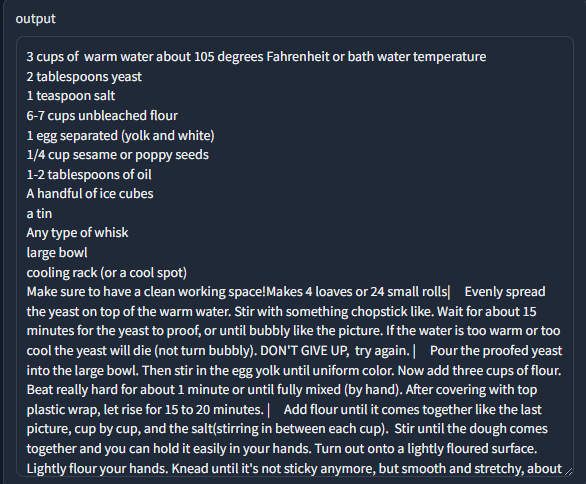 output
3 cups of  warm water about 105 degrees Fahrenheit or bath water temperature
2 tablespoons yeast
1 teaspoon salt
6-7 cups unbleached flour
1 egg separated (yolk and white)
1/4 cup sesame or poppy seeds
1-2 tablespoons of oil
A handful of ice cubes
a tin
Any type of whisk
large bowl
cooling rack (or a cool spot)
Make sure to have a clean working space!Makes 4 loaves or 24 small rolls|    Evenly spread
the yeast on top of the warm water. Stir with something chopstick like. Wait for about 15
minutes for the yeast to proof, or until bubbly like the picture. If the water is too warm or too
cool the yeast will die (not turn bubbly). DON'T GIVE UP,  try again. |    Pour the proofed yeast
into the large bowl. Then stir in the egg yolk until uniform color. Now add three cups of flour.
Beat really hard for about 1 minute or until fully mixed (by hand). After covering with top
plastic wrap, let rise for 15 to 20 minutes. |    Add flour until it comes together like the last
picture, cup by cup, and the salt(stirring in between each cup).  Stir until the dough comes
together and you can hold it easily in your hands. Turn out onto a lightly floured surface.
Lightly flour your hands. Knead until it's not sticky anymore, but smooth and stretchy, about